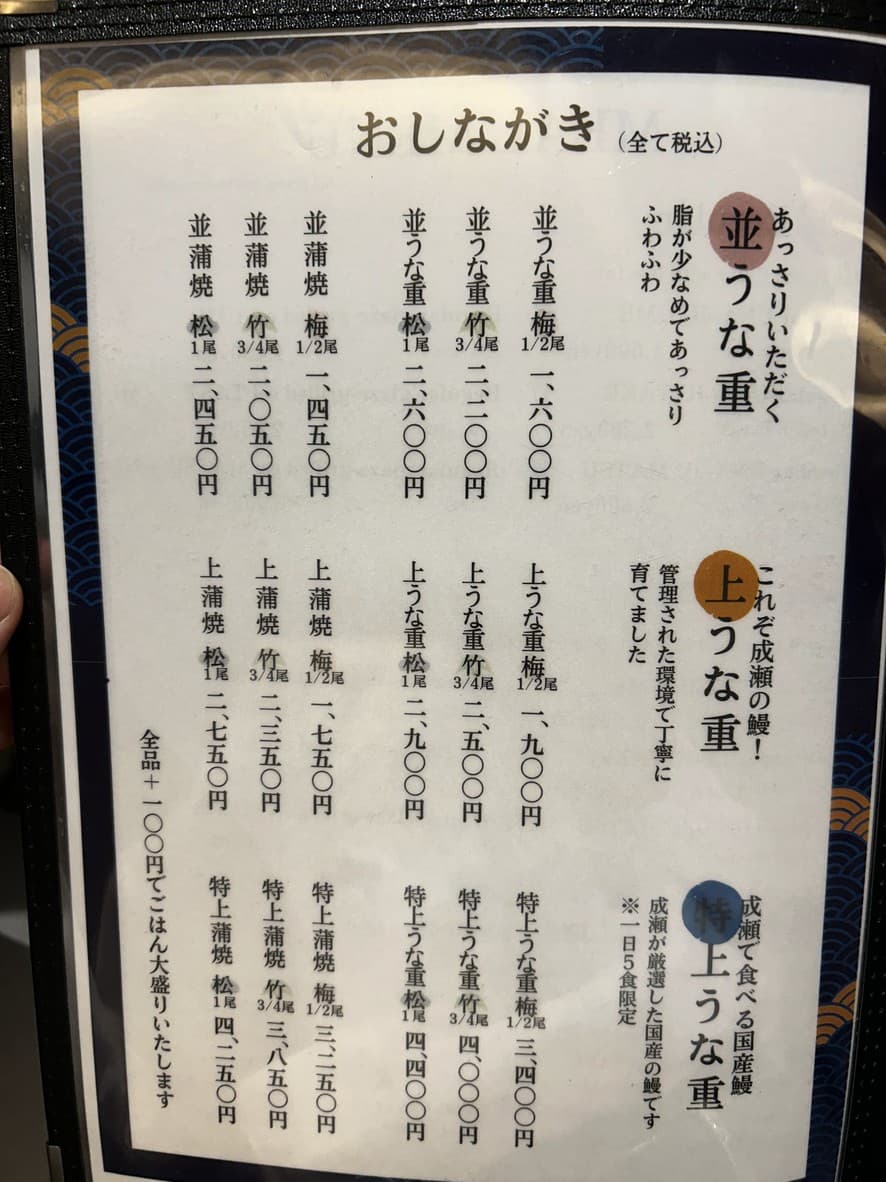 おしながき（全て税込）
あっさりいただく
並うな重
脂が少なめであっさり
ふわふわ
並うな重 梅 1/2尾 一、六〇〇円
並うな重 竹 3/4尾 二、二〇〇円
並うな重 松 1尾 二、六〇〇円
並蒲焼 梅 1/2尾 一、四五〇円
並蒲焼 竹 3/4尾 二、〇五〇円
並蒲焼 松 1尾 二、四五〇円
これぞ成瀬の鰻！
上うな重
管理された環境で丁寧に
育てました
上うな重 梅 1/2尾 一、九〇〇円
上うな重 竹 3/4尾 二、五〇〇円
上うな重 松 1尾 二、九〇〇円
上蒲焼 梅 1/2尾 一、七五〇円
上蒲焼 竹 3/4尾 二、三五〇円
上蒲焼 松 1尾 二、七五〇円
成瀬で食べる国産鰻
特上うな重
成瀬が厳選した国産の鰻です
※一日5食限定
特上うな重 梅 1/2尾 三、四〇〇円
特上うな重 竹 3/4尾 四、〇〇〇円
特上うな重 松 1尾 四、四〇〇円
特上蒲焼 梅 1/2尾 三、二五〇円
特上蒲焼 竹 3/4尾 三、八五〇円
特上蒲焼 松 1尾 四、二五〇円
全品＋一〇〇円でごはん大盛りいたします